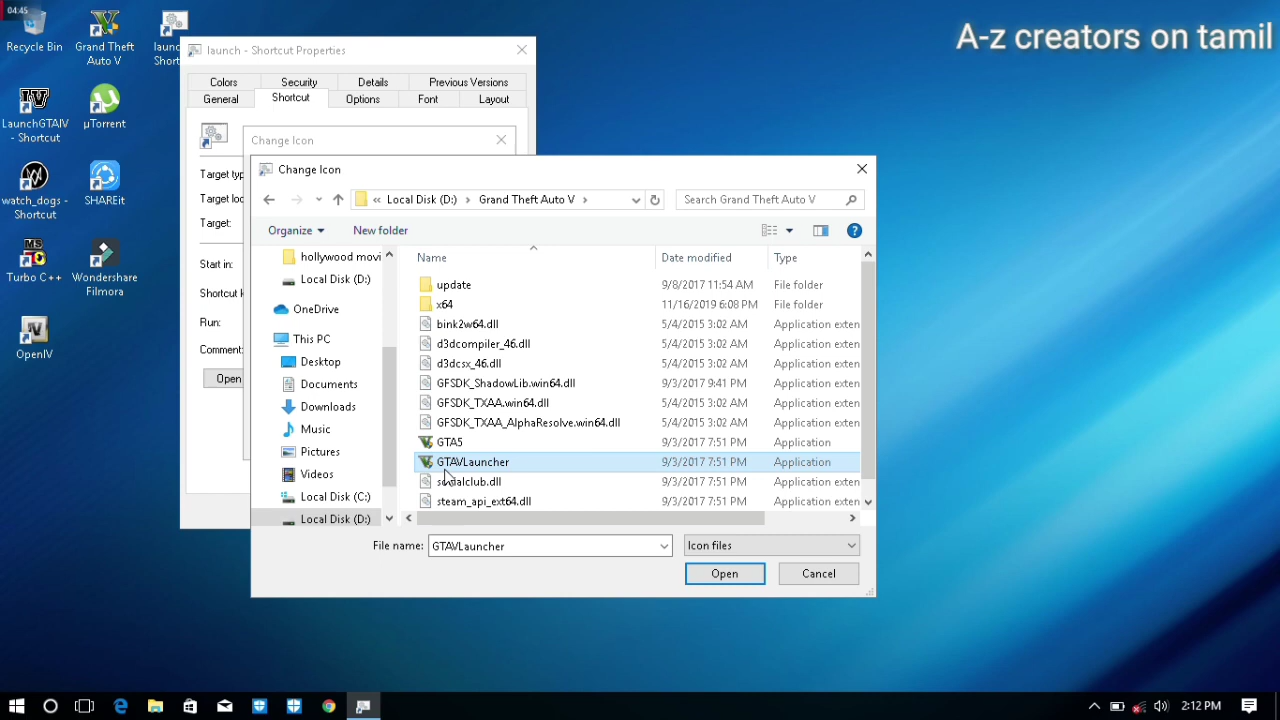 04:45
A-z creators on tamil
Recycle Bin
Grand Theft
Auto V
launch
Short
LaunchGTAIV
- Shortcut
µTorrent
watch_dogs -
Shortcut
SHAREit
Turbo C++
Wondershare
Filmora
OpenIV
launch - Shortcut Properties
Colors Security Details Previous Versions
General Shortcut Options Font Layout
Target typ
Target loc
Target:
Start in:
Shortcut k
Run:
Comment:
Open
Change Icon
Change Icon
« Local Disk (D:) > Grand Theft Auto V >
Search Grand Theft Auto V
Organize New folder
hollywood movi
Local Disk (D:)
OneDrive
This PC
Desktop
Documents
Downloads
Music
Pictures
Videos
Local Disk (C:)
Local Disk (D:)
Name Date modified Type
update 9/8/2017 11:54 AM File folder
x64 11/16/2019 6:08 PM File folder
bink2w64.dll 5/4/2015 3:02 AM Application exten
d3dcompiler_46.dll 5/4/2015 3:02 AM Application exten
d3dcsx_46.dll 5/4/2015 3:02 AM Application exten
GFSDK_ShadowLib.win64.dll 9/3/2017 9:41 PM Application exten
GFSDK_TXAA.win64.dll 5/4/2015 3:02 AM Application exten
GFSDK_TXAA_AlphaResolve.win64.dll 5/4/2015 3:02 AM Application exten
GTA5 9/3/2017 7:51 PM Application
GTAVLauncher 9/3/2017 7:51 PM Application
socialclub.dll 9/3/2017 7:51 PM Application exten
steam_api_ext64.dll 9/3/2017 7:51 PM Application exten
File name: GTAVLauncher Icon files
Open Cancel
2:12 PM